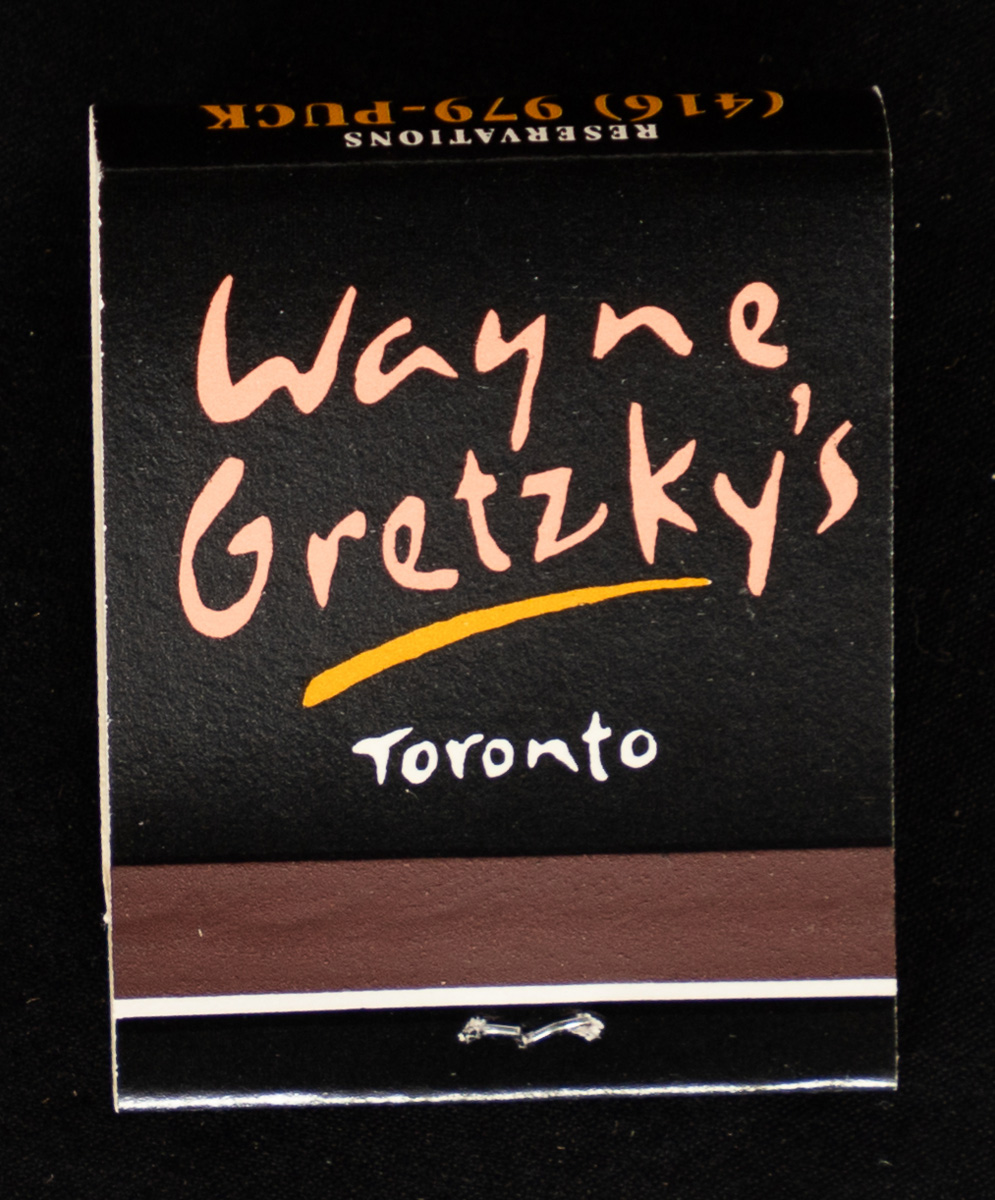 RESERVATIONS
(416) 979-PUCK
Wayne
Gretzky's
Toronto